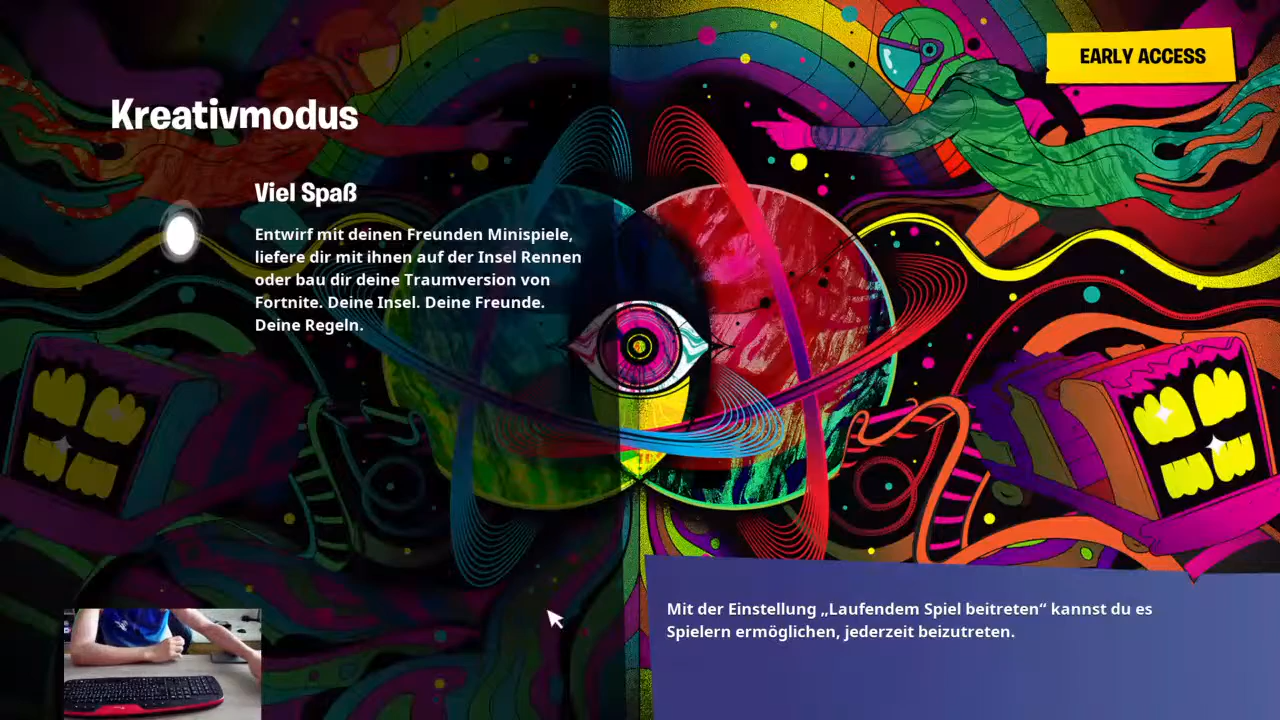 EARLY ACCESS
Kreativmodus
Viel Spaß
Entwirf mit deinen Freunden Minispiele,
liefere dir mit ihnen auf der Insel Rennen
oder bau dir deine Traumversion von
Fortnite. Deine Insel. Deine Freunde.
Deine Regeln.
Mit der Einstellung „Laufendem Spiel beitreten“ kannst du es
Spielern ermöglichen, jederzeit beizutreten.